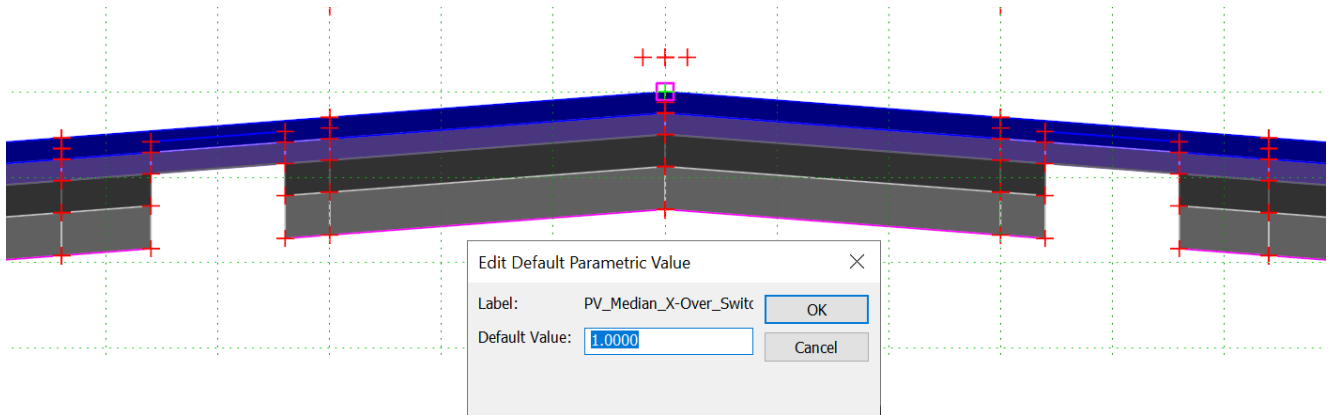 Edit Default Parametric Value
Label: PV_Median_X-Over_Switc OK
Default Value: 1.0000 Cancel